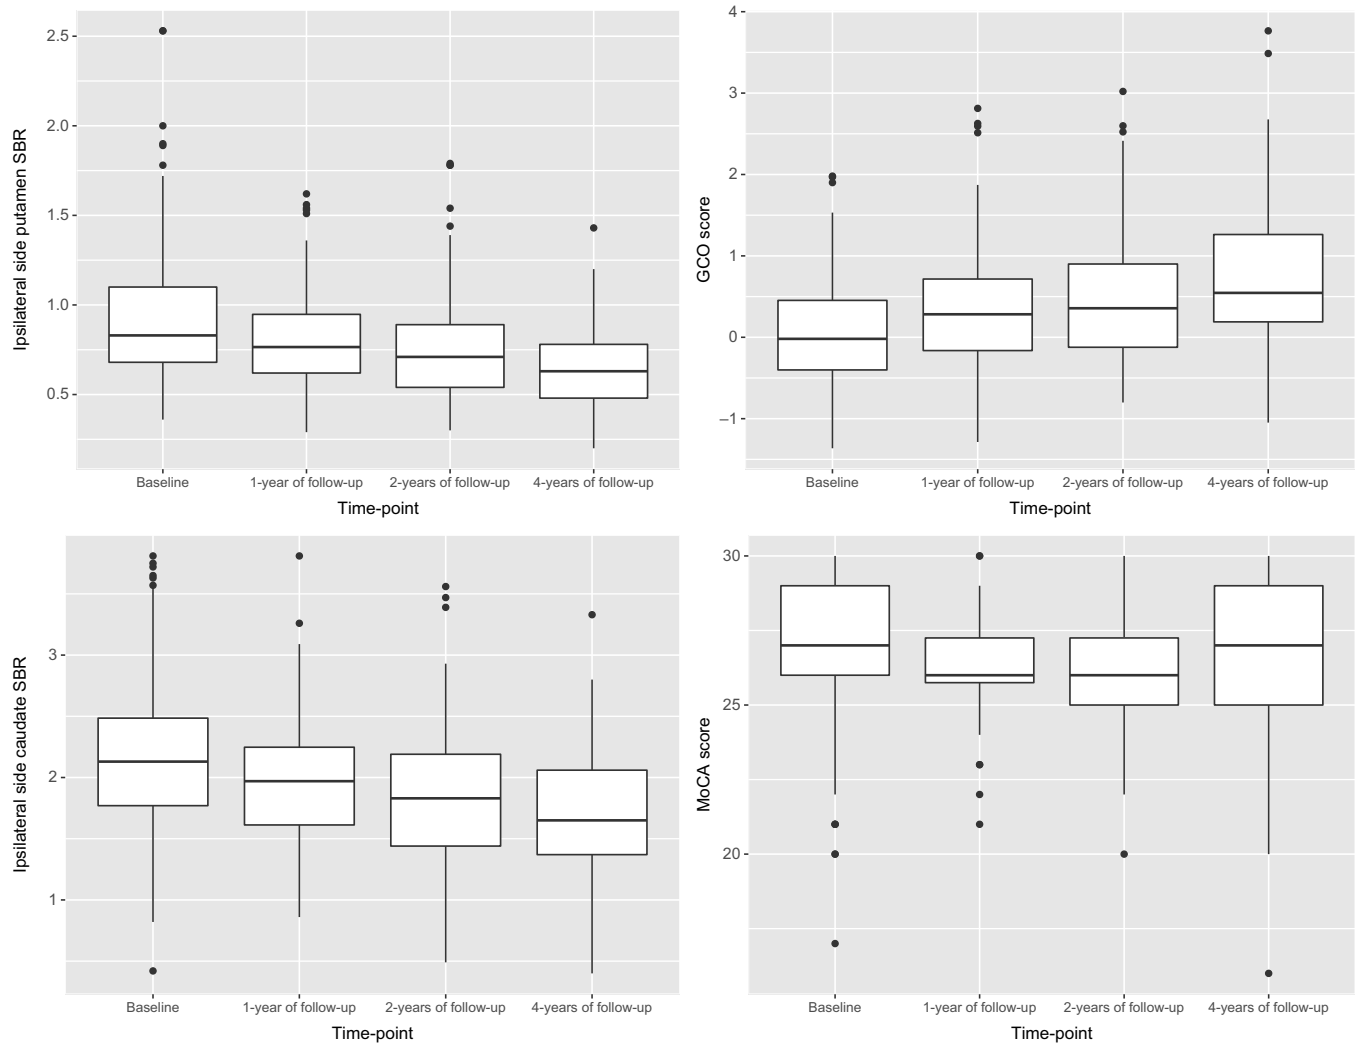 Ipsilateral side putamen SBR
2.5
2.0
1.5
1.0
0.5
Baseline
1-year of follow-up
2-years of follow-up
4-years of follow-up
Time-point
GCO score
4
3
2
1
0
–1
Baseline
1-year of follow-up
2-years of follow-up
4-years of follow-up
Time-point
Ipsilateral side caudate SBR
3
2
1
Baseline
1-year of follow-up
2-years of follow-up
4-years of follow-up
Time-point
MoCA score
30
25
20
Baseline
1-year of follow-up
2-years of follow-up
4-years of follow-up
Time-point